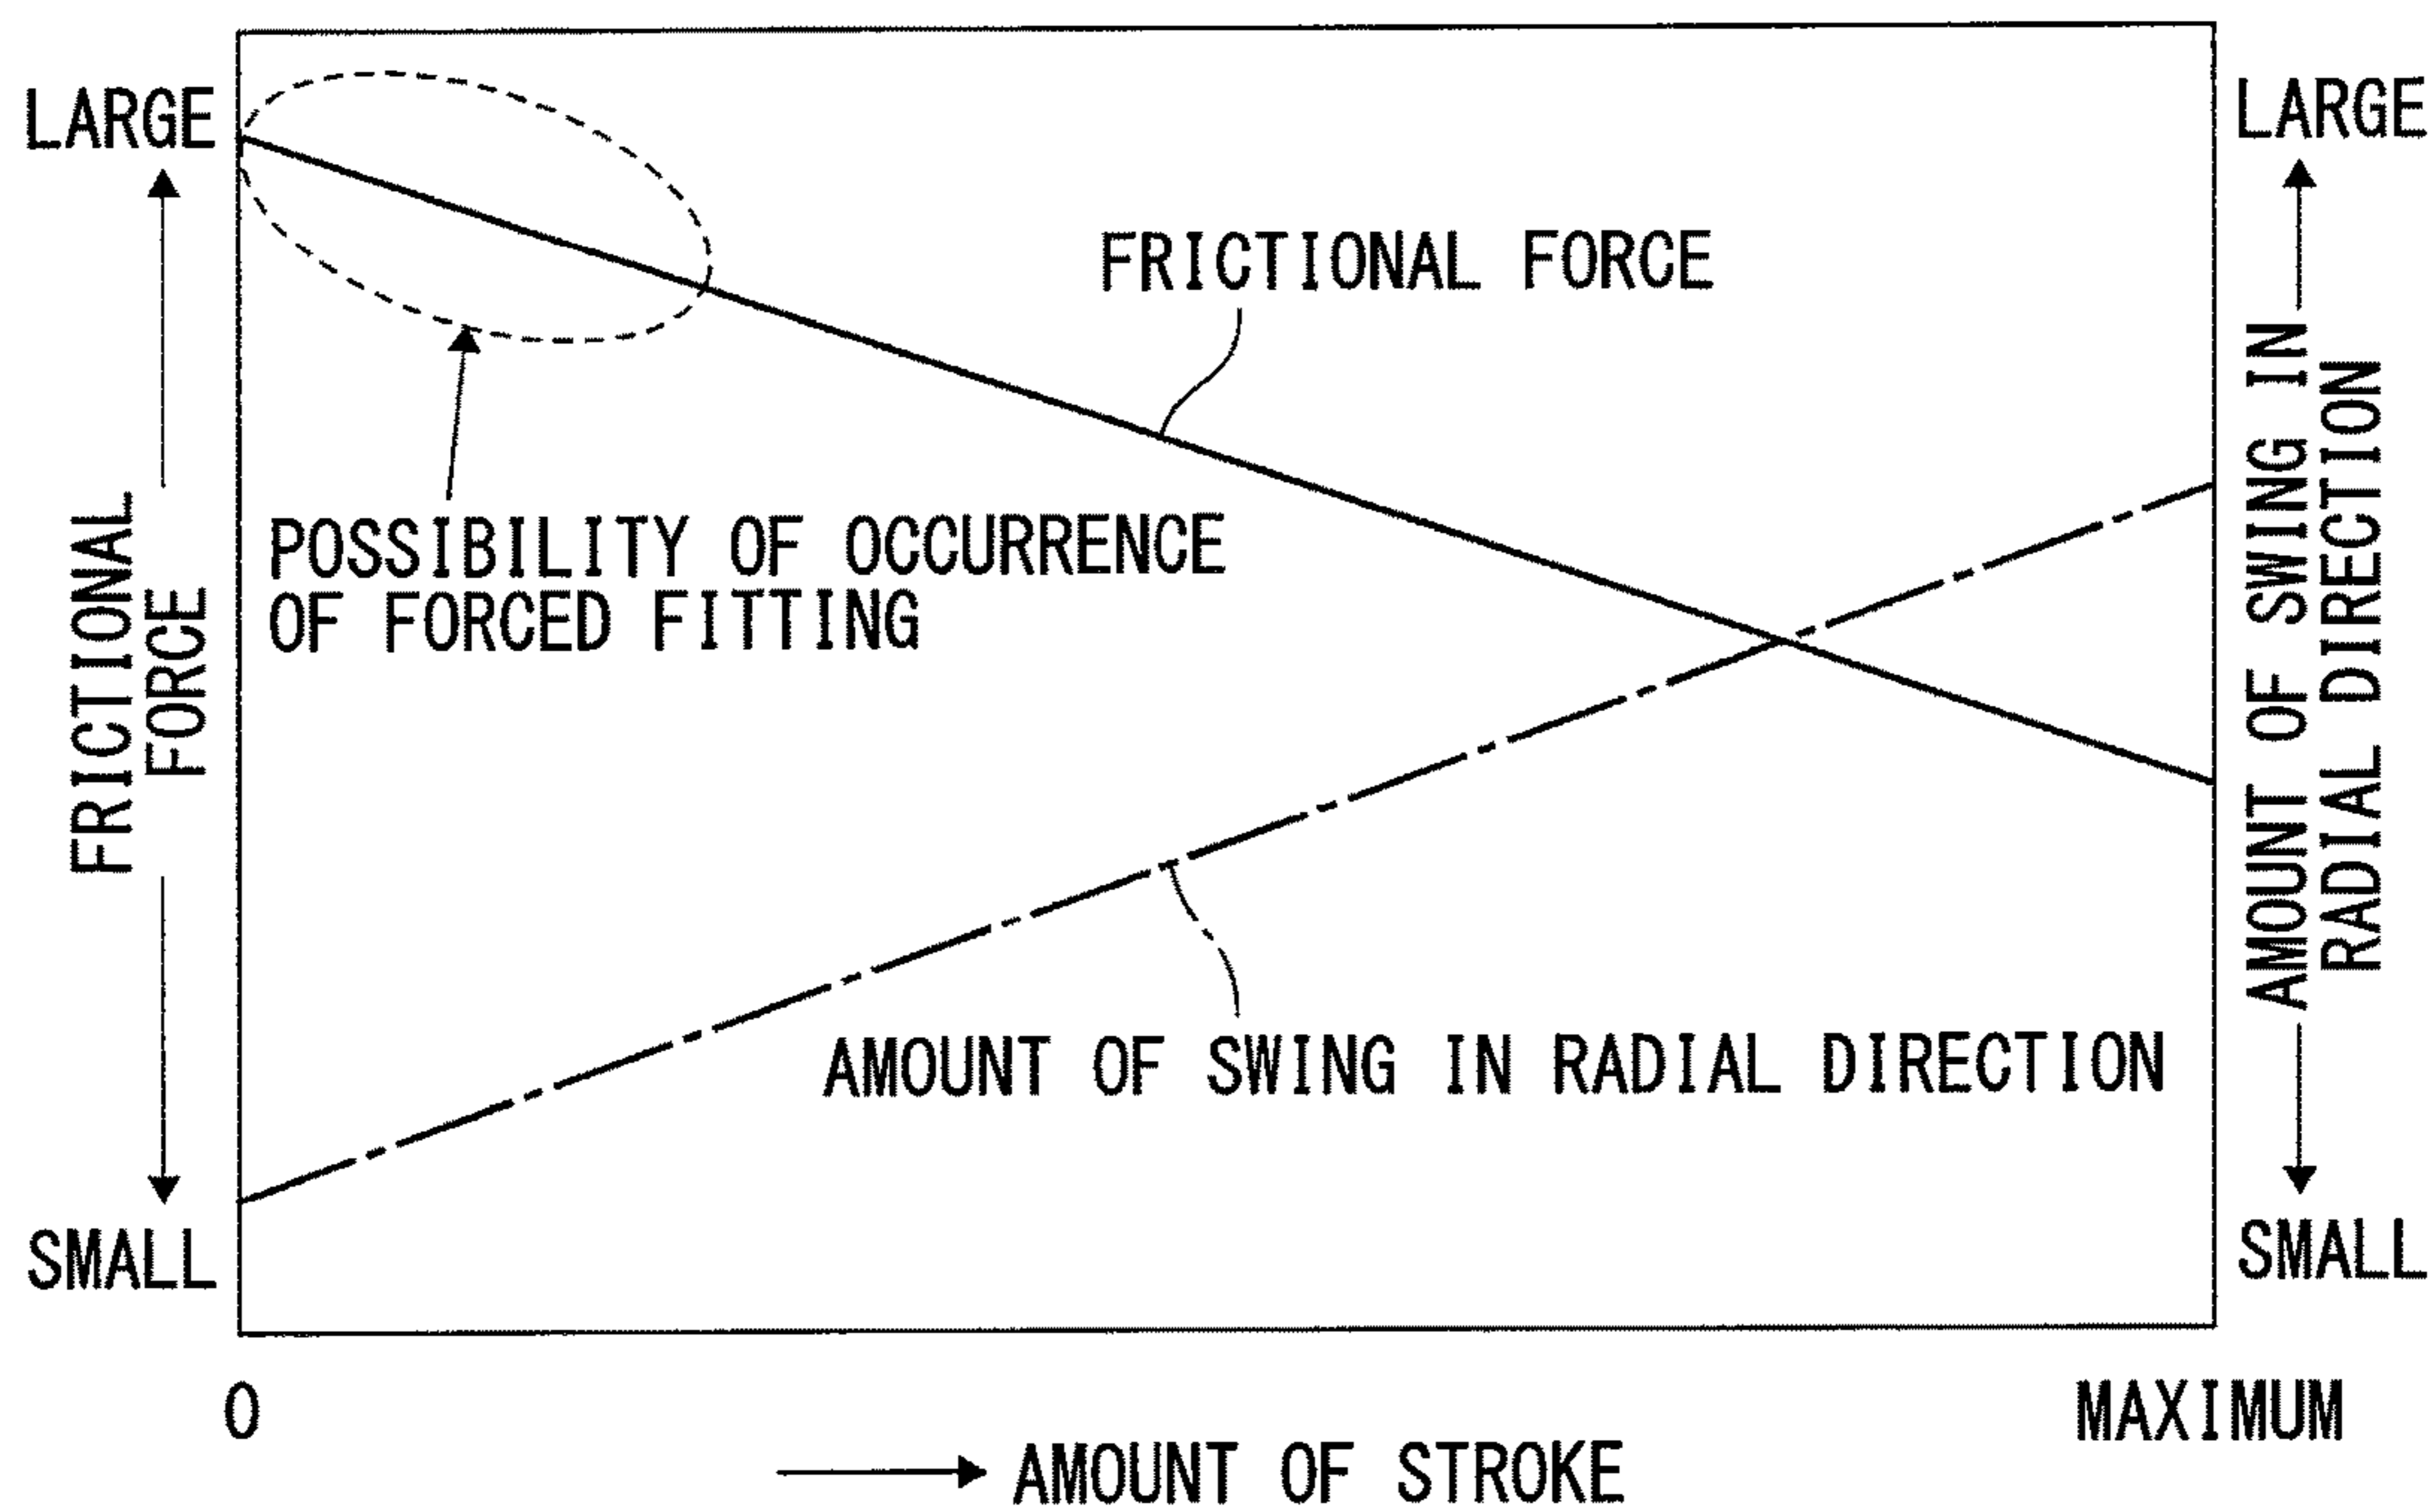 LARGE
LARGE
FRICTIONAL FORCE
POSSIBILITY OF OCCURRENCE
OF FORCED FITTING
FRICTIONAL
FORCE
AMOUNT OF SWING IN
RADIAL DIRECTION
AMOUNT OF SWING IN RADIAL DIRECTION
SMALL
SMALL
0
MAXIMUM
AMOUNT OF STROKE